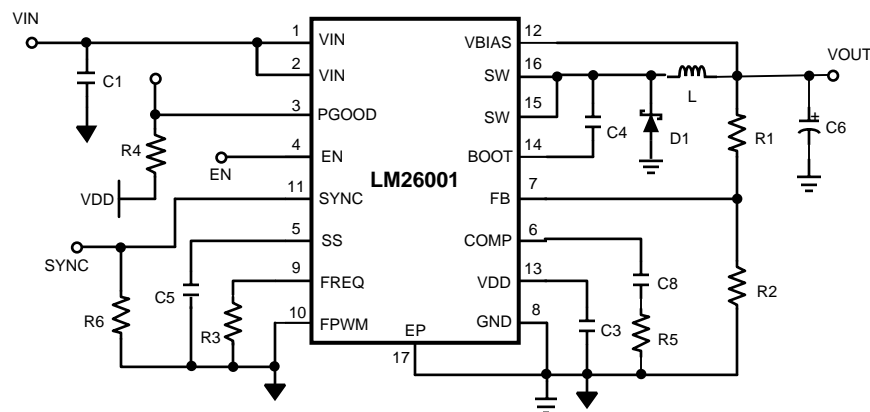 VIN
C1
R4
VDD
EN
SYNC
R6
C5
R3
1
2
3
4
11
5
9
10
17
VIN
VIN
PGOOD
EN
SYNC
SS
FREQ
FPWM
LM26001
EP
VBIAS
SW
SW
BOOT
FB
COMP
VDD
GND
12
16
15
14
7
6
13
8
VOUT
L
C4
D1
R1
+
C6
C8
R2
C3
R5